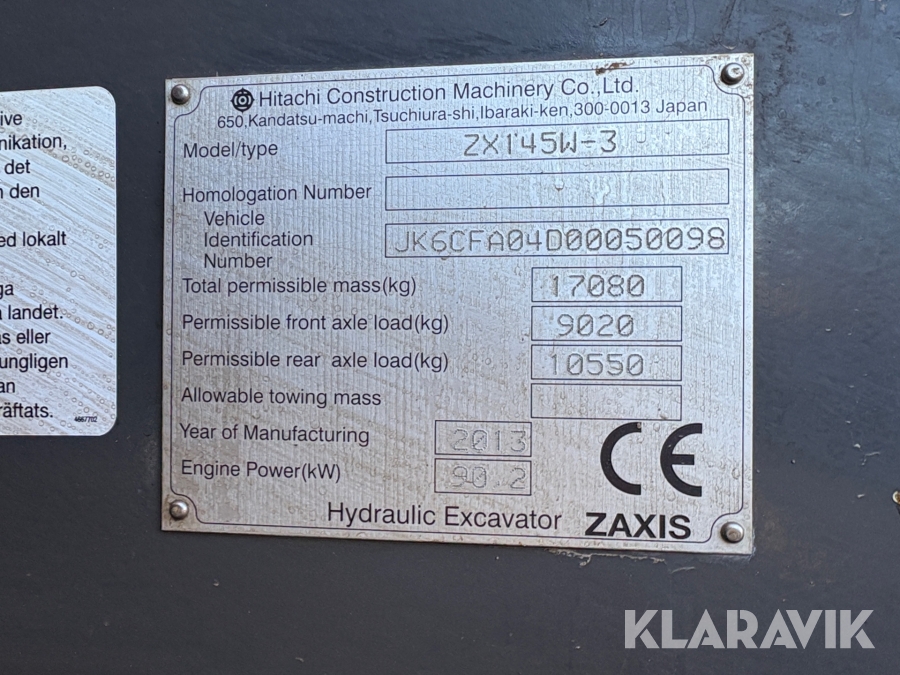 ive
nikation,
det
n den
ed lokalt
ga
landet.
as eller
ungligen
an
räftats.
4667702
Hitachi Construction Machinery Co.,Ltd.
650,Kandatsu-machi,Tsuchiura-shi,Ibaraki-ken,300-0013 Japan
Model/type ZX145W-3
Homologation Number
Vehicle
Identification JK6CFA04D00050098
Number
Total permissible mass(kg) 17080
Permissible front axle load(kg) 9020
Permissible rear axle load(kg) 10550
Allowable towing mass
Year of Manufacturing 2013
Engine Power(kW) 90.2
CE
Hydraulic Excavator ZAXIS
KLARAVIK